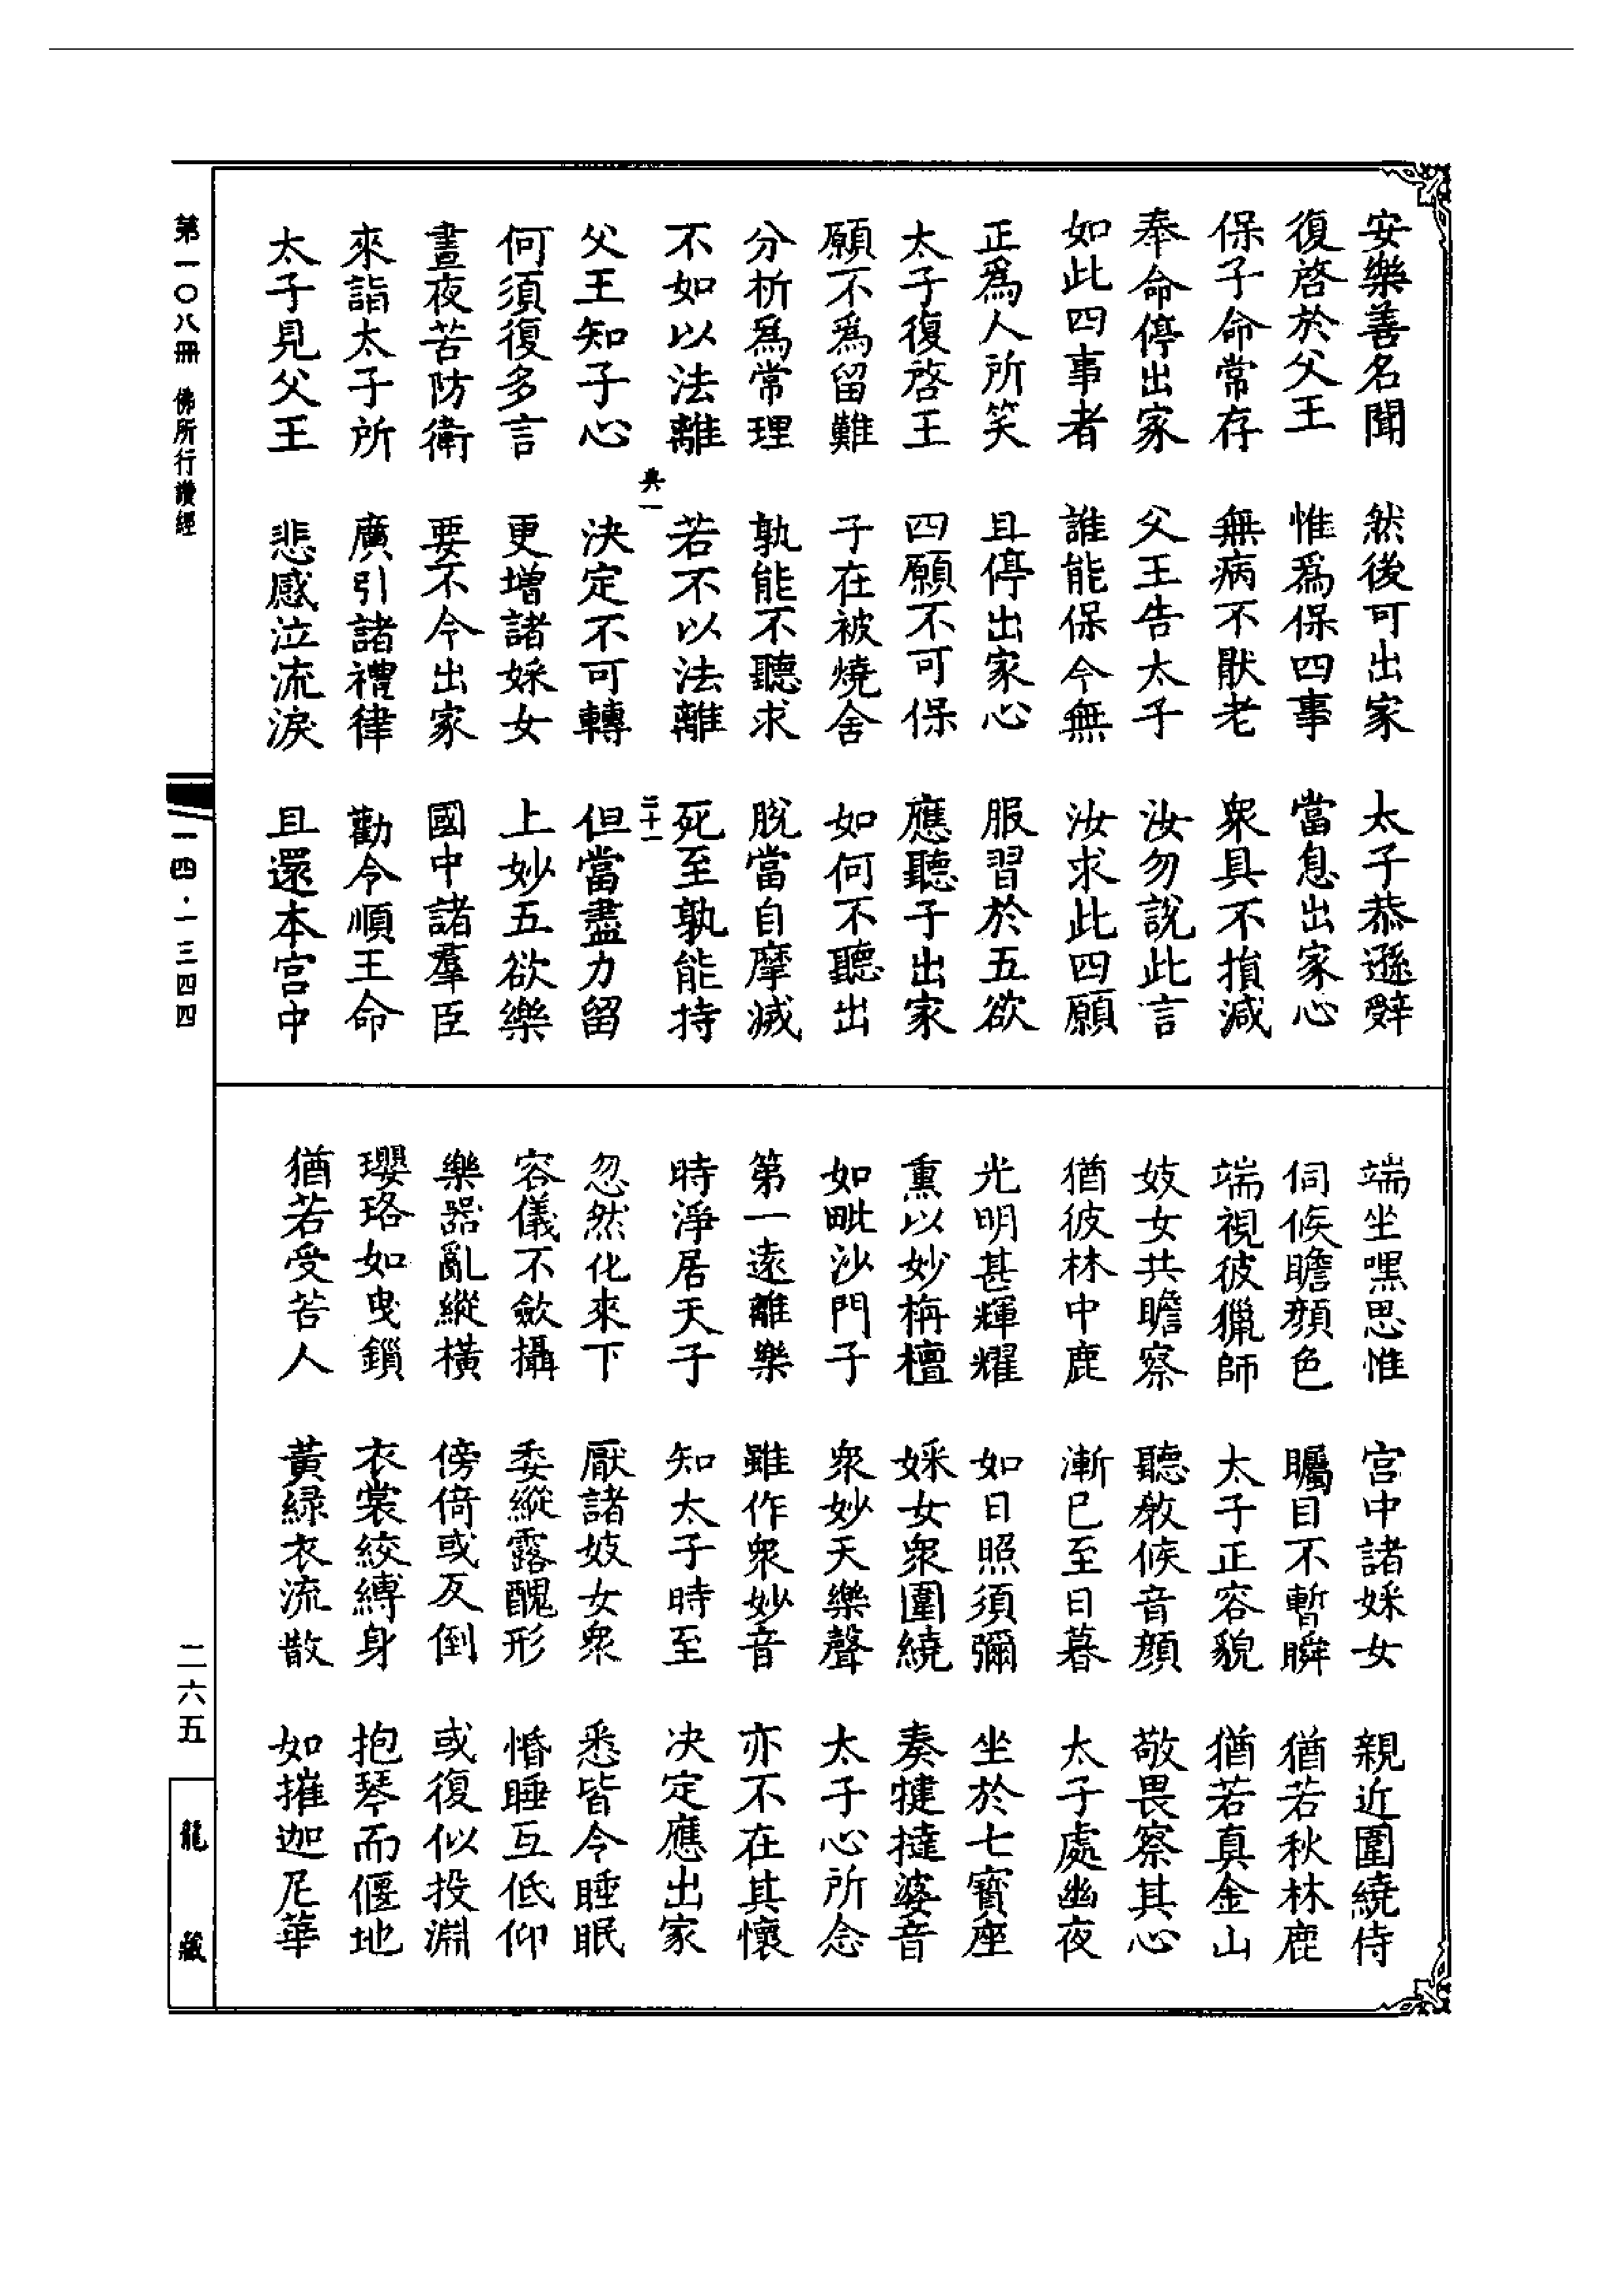 安樂善名聞　然後可出家　太子恭遜辤
復啓於父王　惟爲保四事　當息出家心
保子命常存　無病不猒老　衆具不損減
奉命停出家　父王告太子　汝勿說此言
如此四事者　誰能保令無　汝求此四願
正爲人所笑　且停出家心　服習於五欲
太子復啓王　四願不可保　應聽子出家
願不爲留難　子在被燒舍　如何不聽出
分析爲常理　孰能不聽求　脫當自摩滅
不如以法離　若不以法離　死至孰能持
典一　二十一
父王知子心　決定不可轉　但當盡力留
何須復多言　更增諸婇女　上妙五欲樂
晝夜苦防衛　要不令出家　國中諸羣臣
來詣太子所　廣引諸禮律　勸令順王命
太子見父王　悲感泣流淚　且還本宮中
端坐嘿思惟　宮中諸婇女　親近圍繞侍
伺候瞻顏色　矚目不暫瞬　猶若秋林鹿
端視彼獵師　太子正容貌　猶若真金山
妓女共瞻察　聽敎候音顏　敬畏察其心
猶彼林中鹿　漸已至日暮　太子處幽夜
光明甚輝耀　如日照須彌　坐於七寶座
熏以妙栴檀　婇女衆圍繞　奏犍撻婆音
如毗沙門子　衆妙天樂聲　太子心所念
第一遠離樂　雖作衆妙音　亦不在其懷
時淨居天子　知太子時至　決定應出家
忽然化來下　厭諸妓女衆　悉皆令睡眠
容儀不斂攝　委縱露醜形　惛睡互低仰
樂器亂縱橫　傍倚或反側　或復似投淵
瓔珞如曳鎖　衣裳絞縛身　抱琴而偃地
猶若受苦人　黃緑衣流散　如摧迦尼華
第一〇八冊　佛所行讚經
一四·一三四四
二六五
龍藏